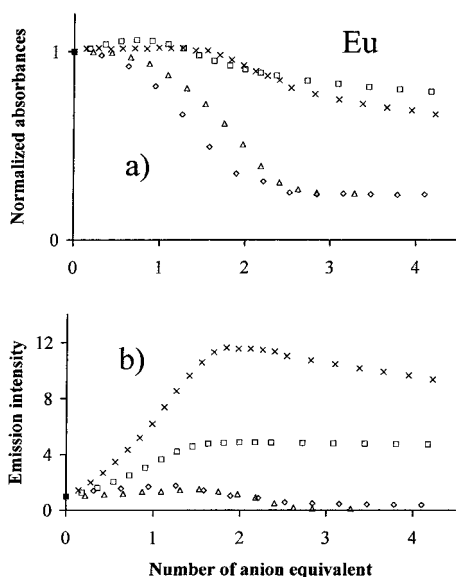 Eu
Normalized absorbances
1
a)
0
0 1 2 3 4
b)
Emission intensity
12
8
4
0
0 1 2 3 4
Number of anion equivalent